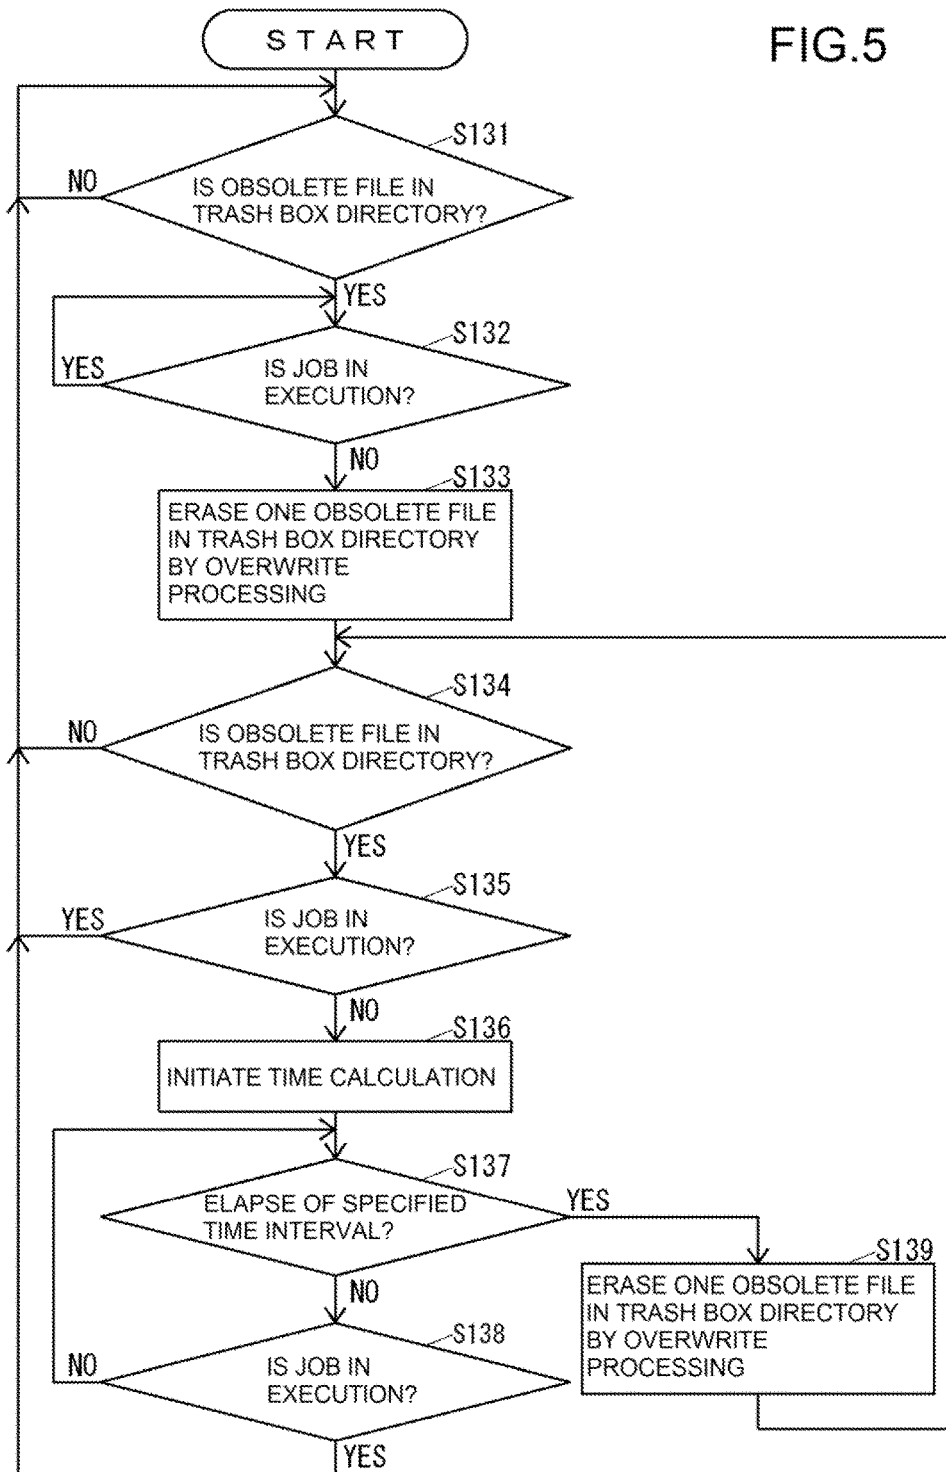 START
FIG.5
S131
NO
IS OBSOLETE FILE IN
TRASH BOX DIRECTORY?
YES
S132
YES
IS JOB IN
EXECUTION?
NO
S133
ERASE ONE OBSOLETE FILE
IN TRASH BOX DIRECTORY
BY OVERWRITE
PROCESSING
S134
NO
IS OBSOLETE FILE IN
TRASH BOX DIRECTORY?
YES
S135
YES
IS JOB IN
EXECUTION?
NO
S136
INITIATE TIME CALCULATION
S137
ELAPSE OF SPECIFIED
TIME INTERVAL?
YES
NO
S139
ERASE ONE OBSOLETE FILE
IN TRASH BOX DIRECTORY
BY OVERWRITE
PROCESSING
S138
NO
IS JOB IN
EXECUTION?
YES